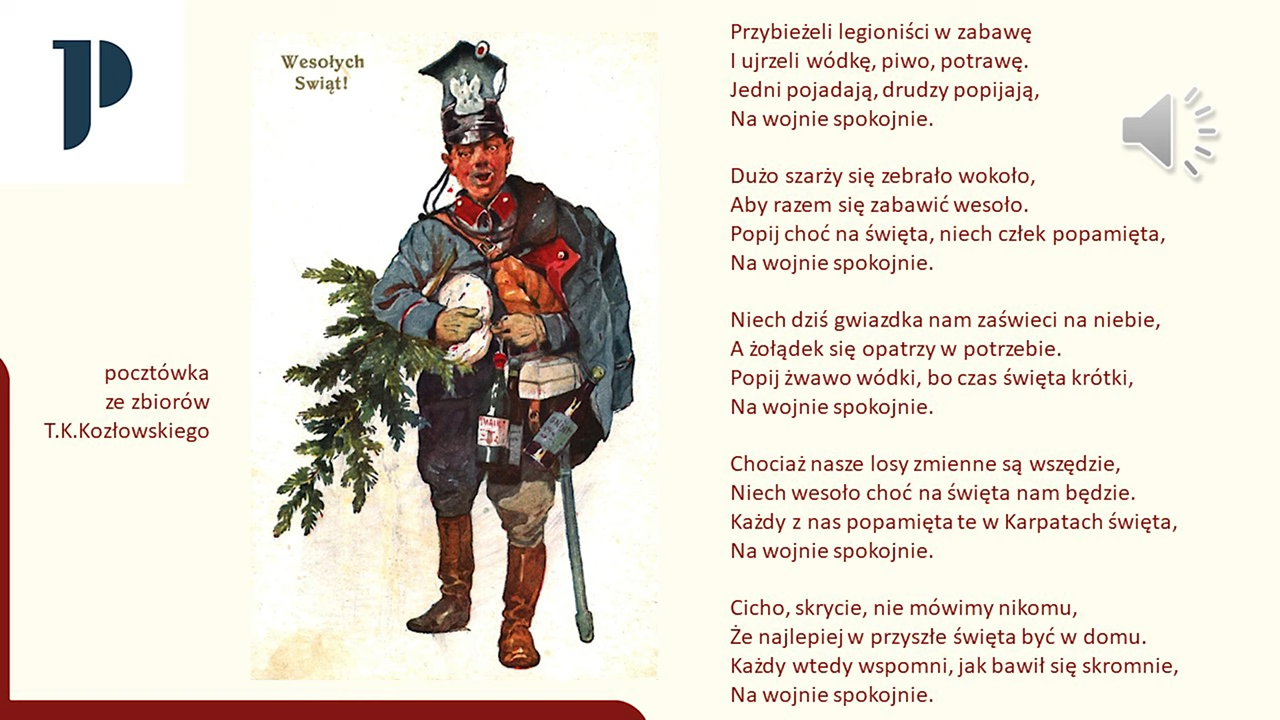 Wesołych
Swiąt!
pocztówka
ze zbiorów
T.K.Kozłowskiego
Przybieżeli legioniści w zabawę
I ujrzeli wódkę, piwo, potrawę.
Jedni pojadają, drudzy popijają,
Na wojnie spokojnie.
Dużo szarży się zebrało wokoło,
Aby razem się zabawić wesoło.
Popij choć na święta, niech człek popamięta,
Na wojnie spokojnie.
Niech dziś gwiazdka nam zaświeci na niebie,
A żołądek się opatrzy w potrzebie.
Popij żwawo wódki, bo czas święta krótki,
Na wojnie spokojnie.
Chociaż nasze losy zmienne są wszędzie,
Niech wesoło choć na święta nam będzie.
Każdy z nas popamięta te w Karpatach święta,
Na wojnie spokojnie.
Cicho, skrycie, nie mówimy nikomu,
Że najlepiej w przyszłe święta być w domu.
Każdy wtedy wspomni, jak bawił się skromnie,
Na wojnie spokojnie.